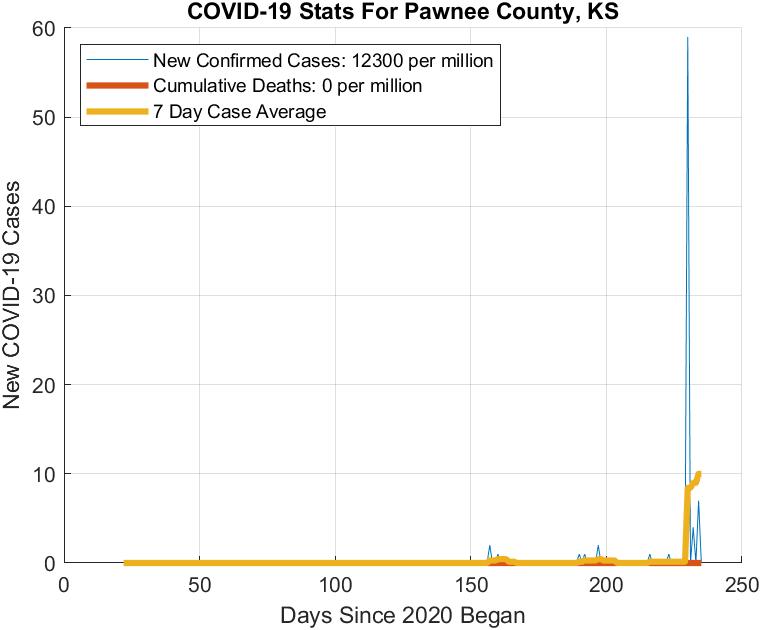 COVID-19 Stats For Pawnee County, KS
New Confirmed Cases: 12300 per million
Cumulative Deaths: 0 per million
7 Day Case Average
New COVID-19 Cases
60
50
40
30
20
10
0
0 50 100 150 200 250
Days Since 2020 Began